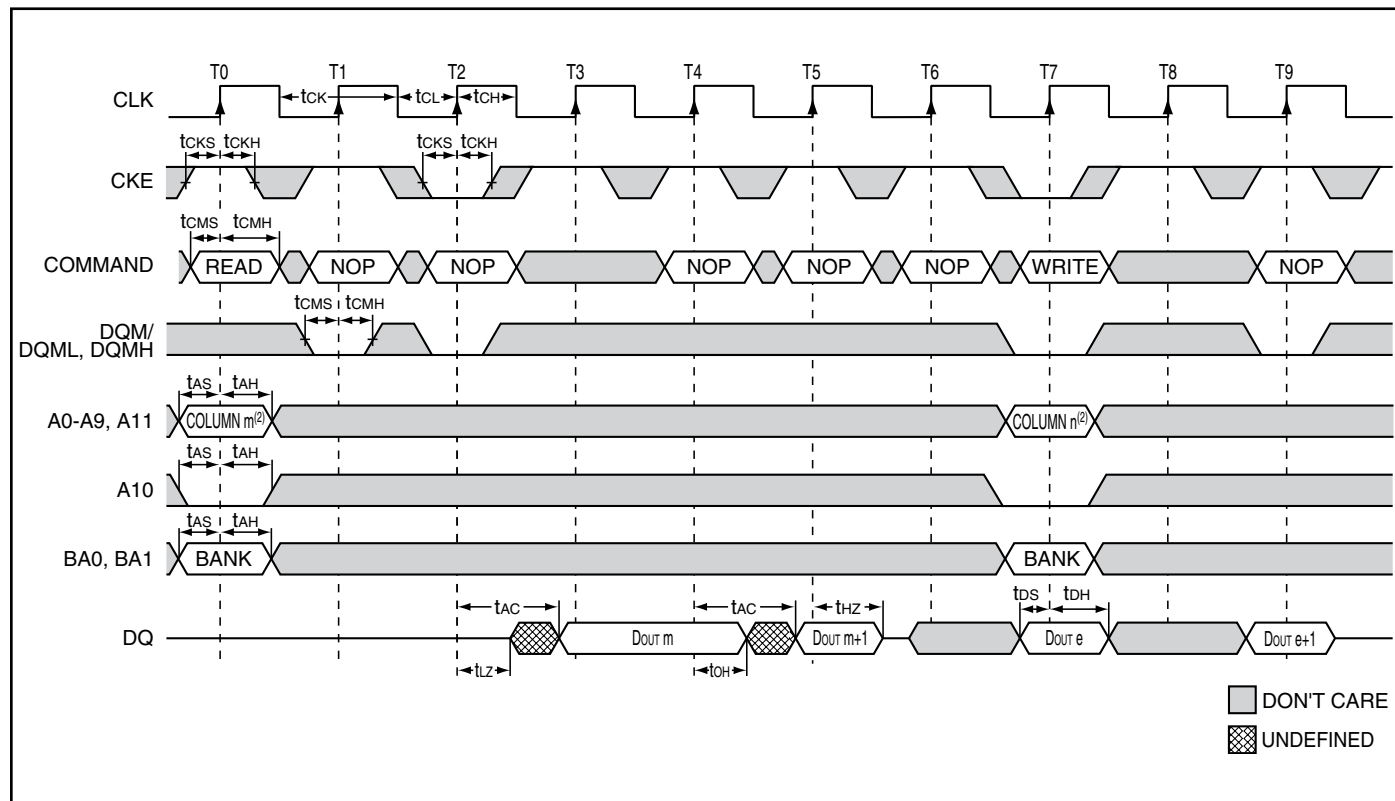 T0 T1 T2 T3 T4 T5 T6 T7 T8 T9
CLK tCK tCL tCH
tCKS tCKH tCKS tCKH
CKE
tCMS tCMH
COMMAND READ NOP NOP NOP NOP NOP WRITE NOP
tCMS tCMH
DQM/
DQML, DQMH
tAS tAH
A0-A9, A11 COLUMN m(2) COLUMN n(2)
tAS tAH
A10
tAS tAH
BA0, BA1 BANK BANK
tAC tAC tHZ tDS tDH
DQ DOUT m DOUT m+1 DOUT e DOUT e+1
tLZ tOH
DON'T CARE
UNDEFINED